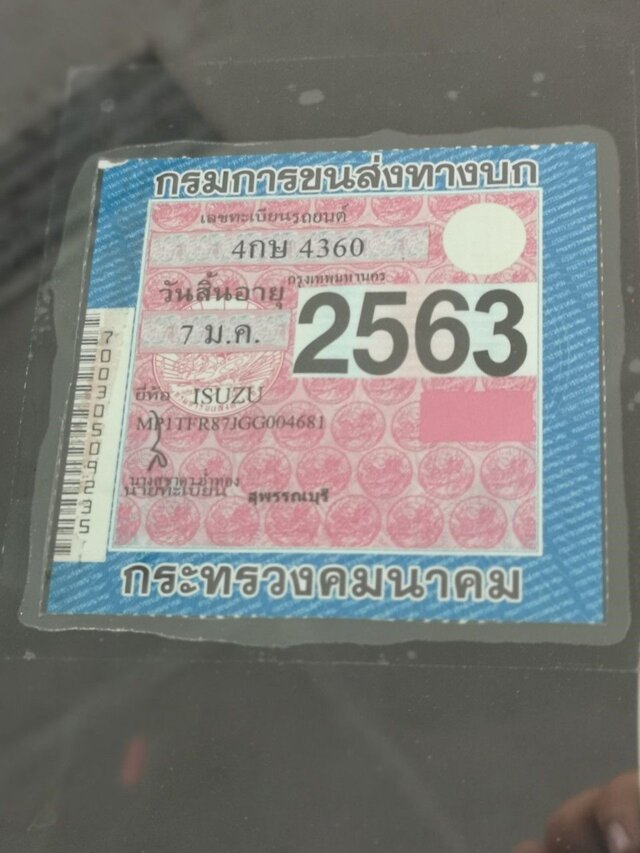 กรมการขนส่งทางบก
เลขทะเบียนรถยนต์
4กษ 4360
กรุงเทพมหานคร
วันสิ้นอายุ
7 ม.ค.
2563
ยี่ห้อ ISUZU
MP1TFR87JGG004681
นายทะเบียน สุพรรณบุรี
กระทรวงคมนาคม
70030509235